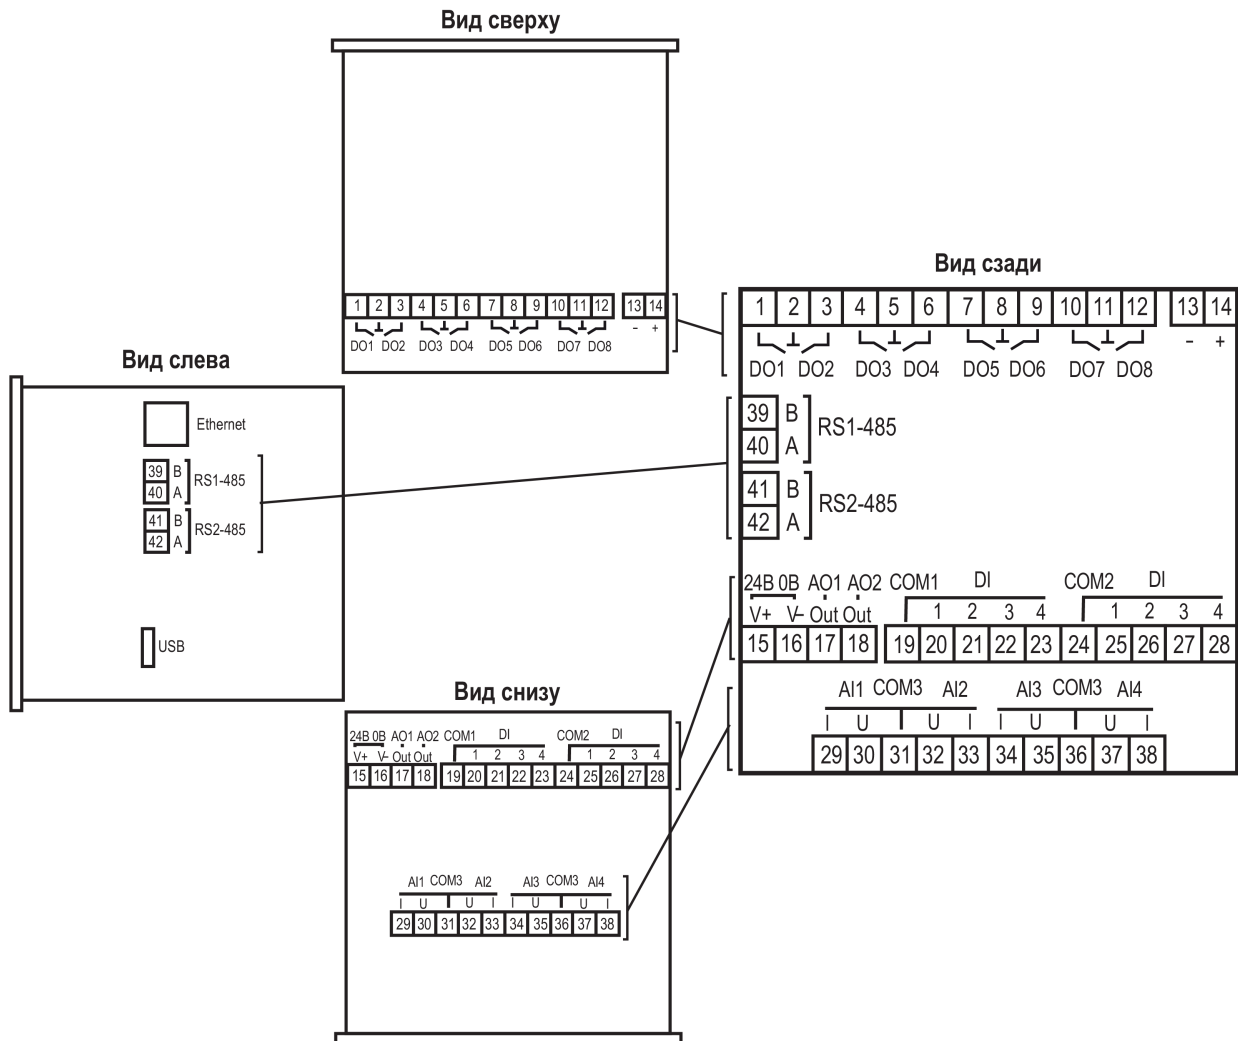 Вид сверху
1 2 3 4 5 6 7 8 9 10 11 12 13 14
DO1 DO2 DO3 DO4 DO5 DO6 DO7 DO8 – +
Вид слева
Ethernet
39 B
40 A
RS1-485
41 B
42 A
RS2-485
USB
Вид сзади
1 2 3 4 5 6 7 8 9 10 11 12 13 14
– +
DO1 DO2 DO3 DO4 DO5 DO6 DO7 DO8
39 B
40 A
RS1-485
41 B
42 A
RS2-485
24В 0В AO1 AO2 COM1 DI COM2 DI
V+ V– Out Out 1 2 3 4 1 2 3 4
15 16 17 18 19 20 21 22 23 24 25 26 27 28
AI1 COM3 AI2 AI3 COM3 AI4
I U U I I U U I
29 30 31 32 33 34 35 36 37 38
Вид снизу
24В 0В AO1 AO2 COM1 DI COM2 DI
V+ V– Out Out 1 2 3 4 1 2 3 4
15 16 17 18 19 20 21 22 23 24 25 26 27 28
AI1 COM3 AI2 AI3 COM3 AI4
I U U I I U U I
29 30 31 32 33 34 35 36 37 38